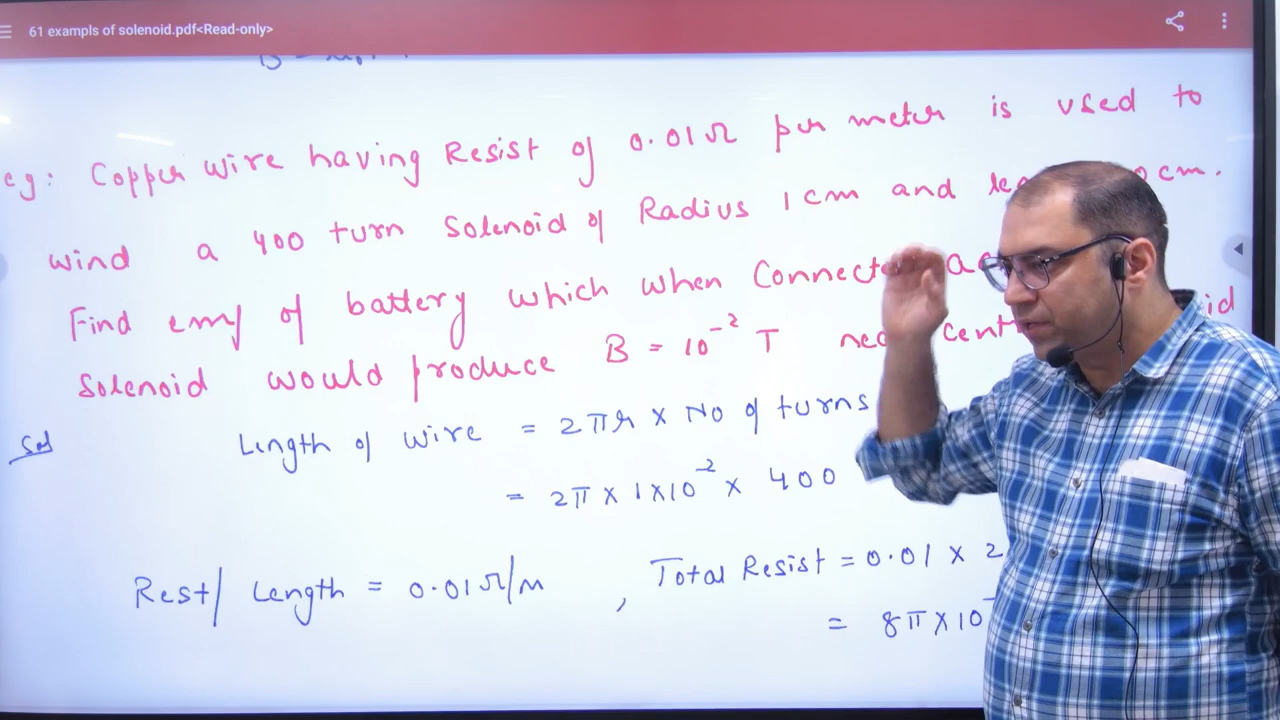 61 exampls of solenoid.pdf<Read-only>
eg: Copper wire having Resist of 0.01Ω per meter is used to
wind a 400 turn Solenoid of Radius 1 cm and cm.
Find emf of battery which when
Solenoid would produce B = 10⁻² T
Sol
Length of wire = 2πr × No of turns
= 2π × 1×10⁻² × 400
Rest/ Length = 0.01Ω/m , Total Resist = 0.01 × 2
= 8π×10